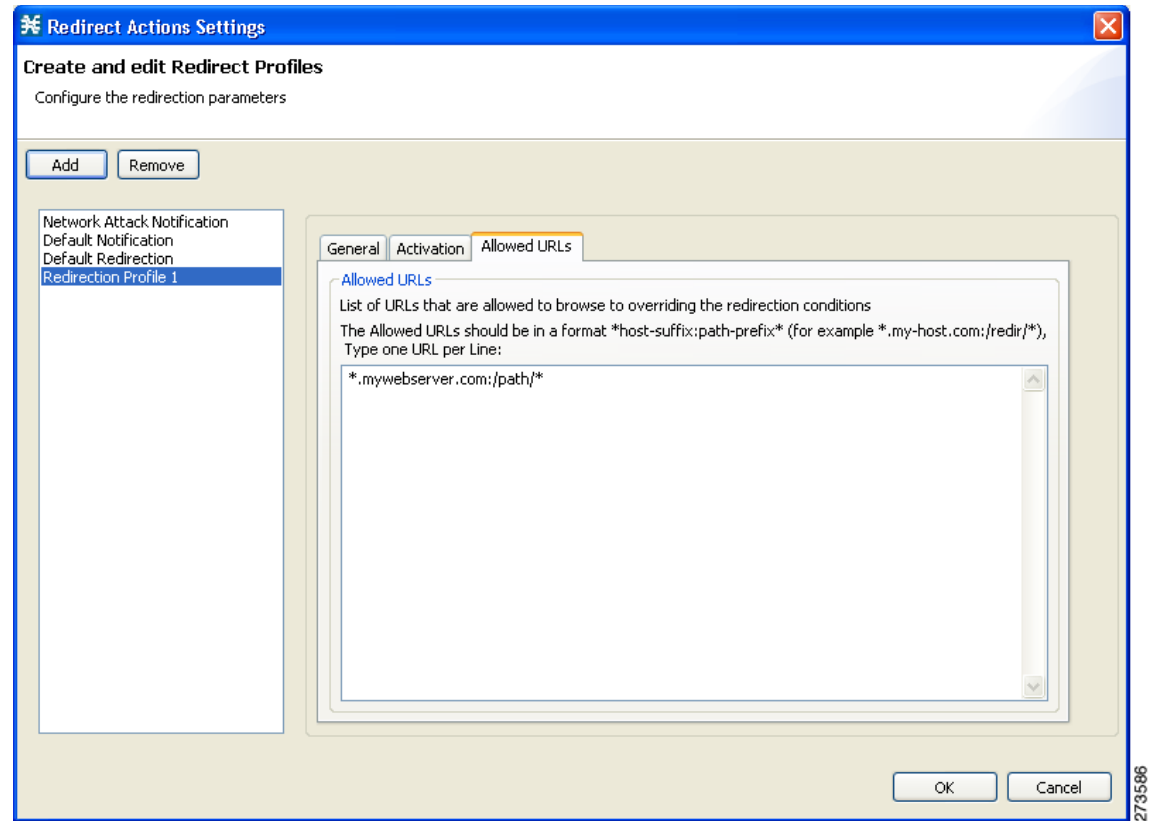 Redirect Actions Settings
Create and edit Redirect Profiles
Configure the redirection parameters
Add
Remove
Network Attack Notification
Default Notification
Default Redirection
Redirection Profile 1
General
Activation
Allowed URLs
Allowed URLs
List of URLs that are allowed to browse to overriding the redirection conditions
The Allowed URLs should be in a format *host-suffix:path-prefix* (for example *.my-host.com:/redir/*),
Type one URL per Line:
*.mywebserver.com:/path/*
OK
Cancel
273586